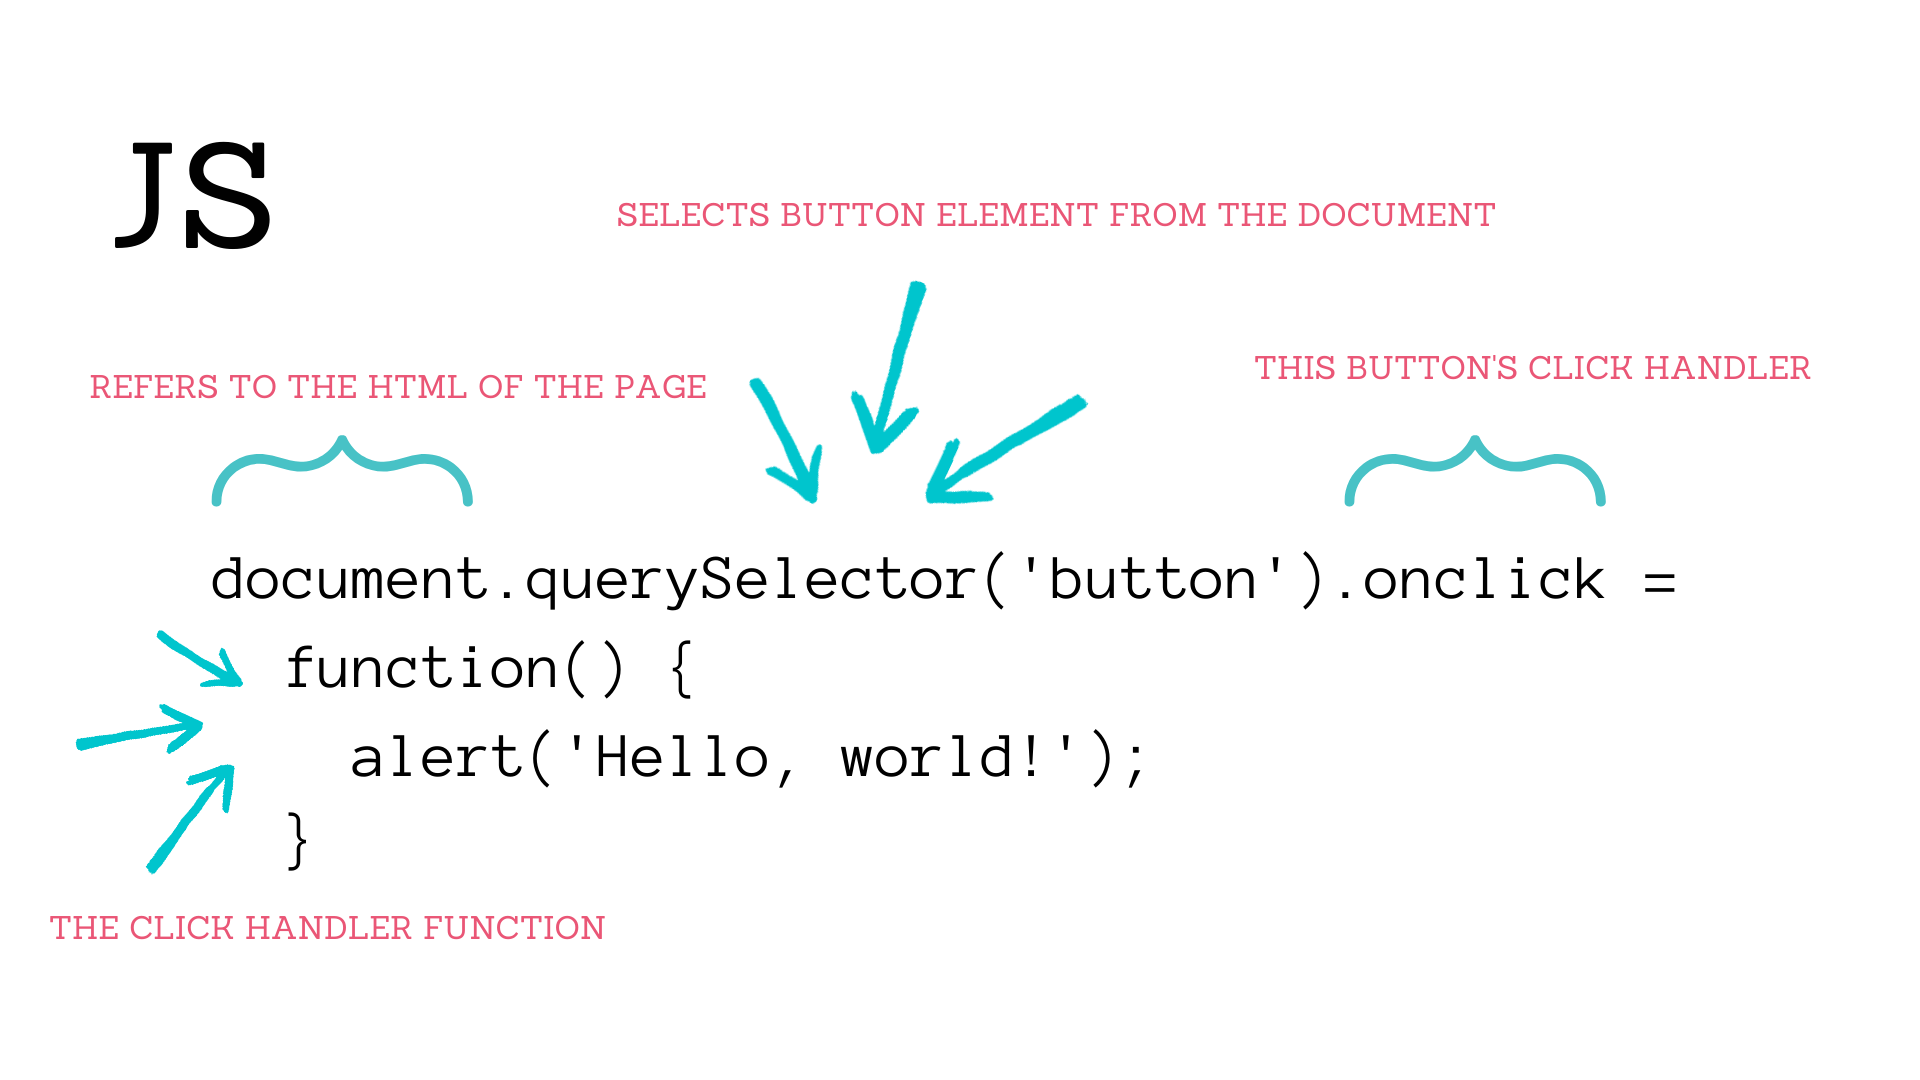 JS
SELECTS BUTTON ELEMENT FROM THE DOCUMENT
REFERS TO THE HTML OF THE PAGE
THIS BUTTON'S CLICK HANDLER
document.querySelector('button').onclick =
function() {
alert('Hello, world!');
}
THE CLICK HANDLER FUNCTION